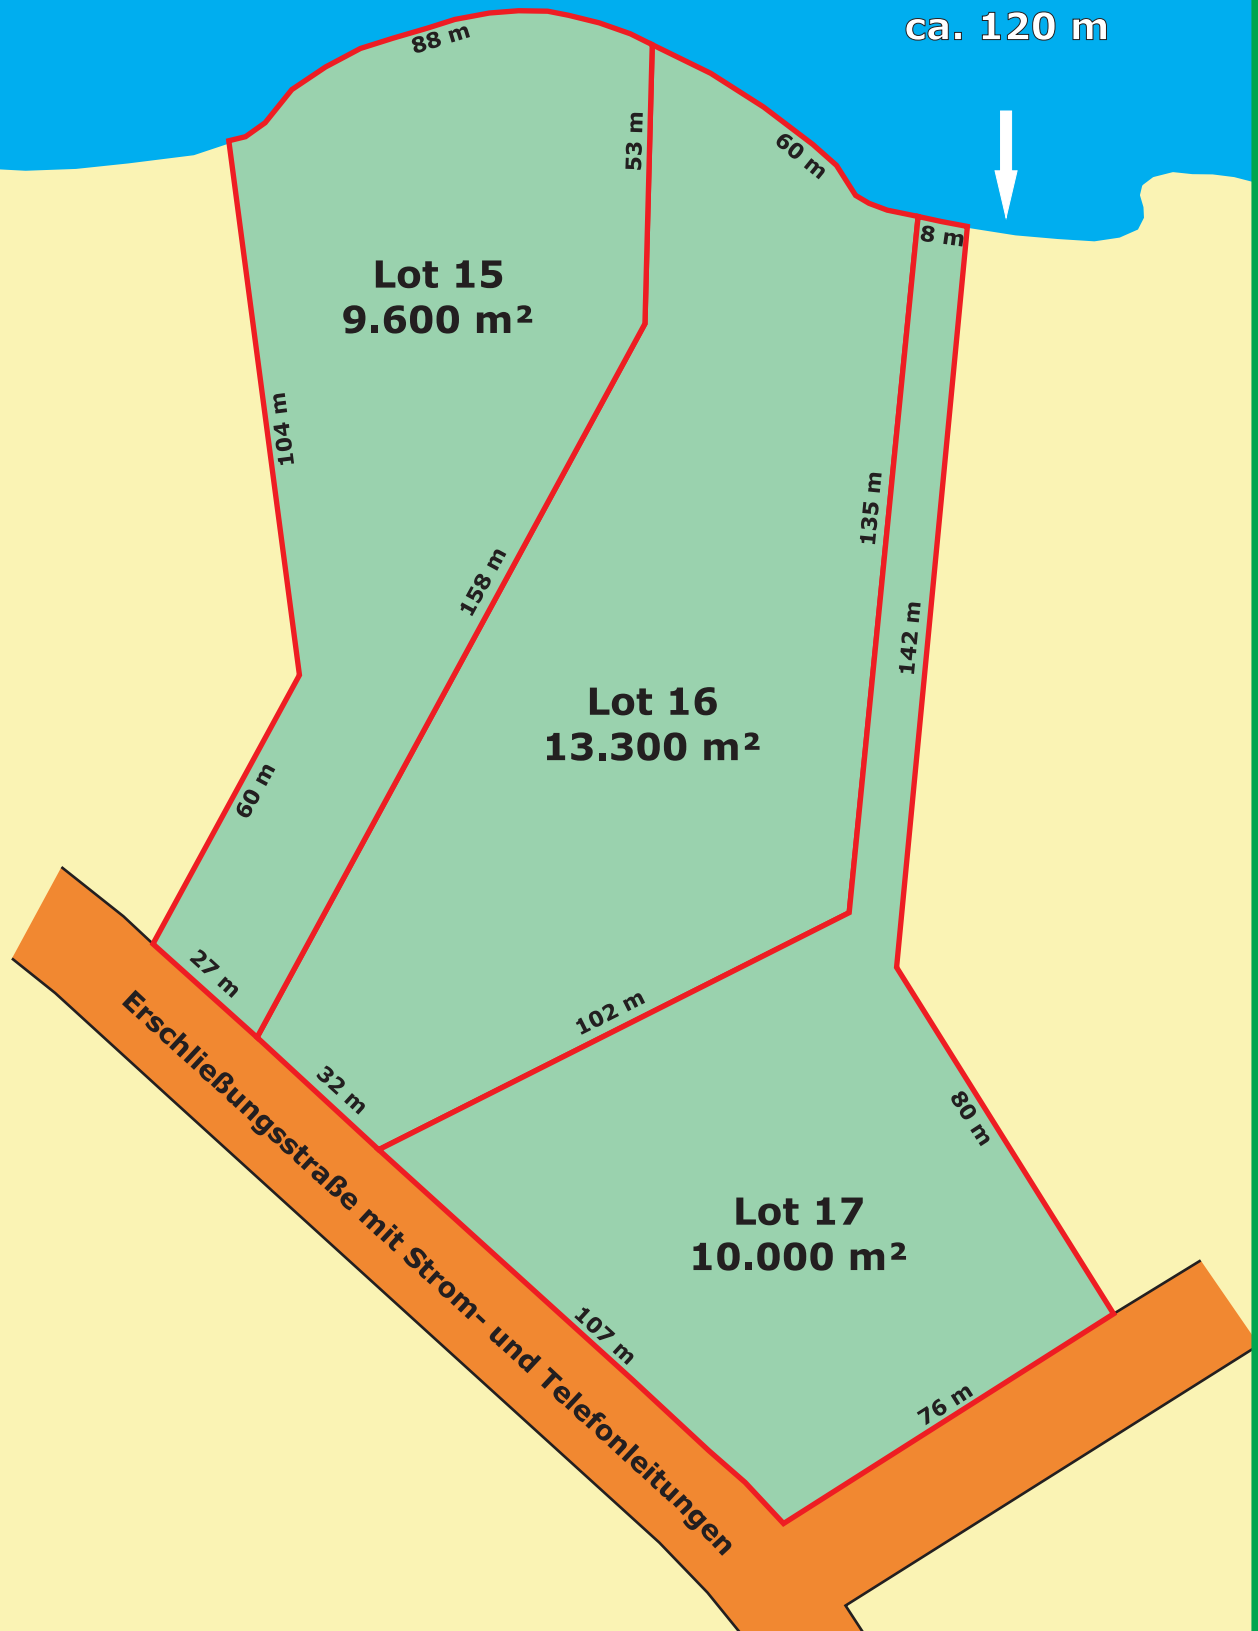 ca. 120 m
88 m
53 m
60 m
8 m
Lot 15
9.600 m²
104 m
135 m
158 m
142 m
Lot 16
13.300 m²
60 m
27 m
102 m
32 m
80 m
Erschließungsstraße mit Strom- und Telefonleitungen
Lot 17
10.000 m²
107 m
76 m